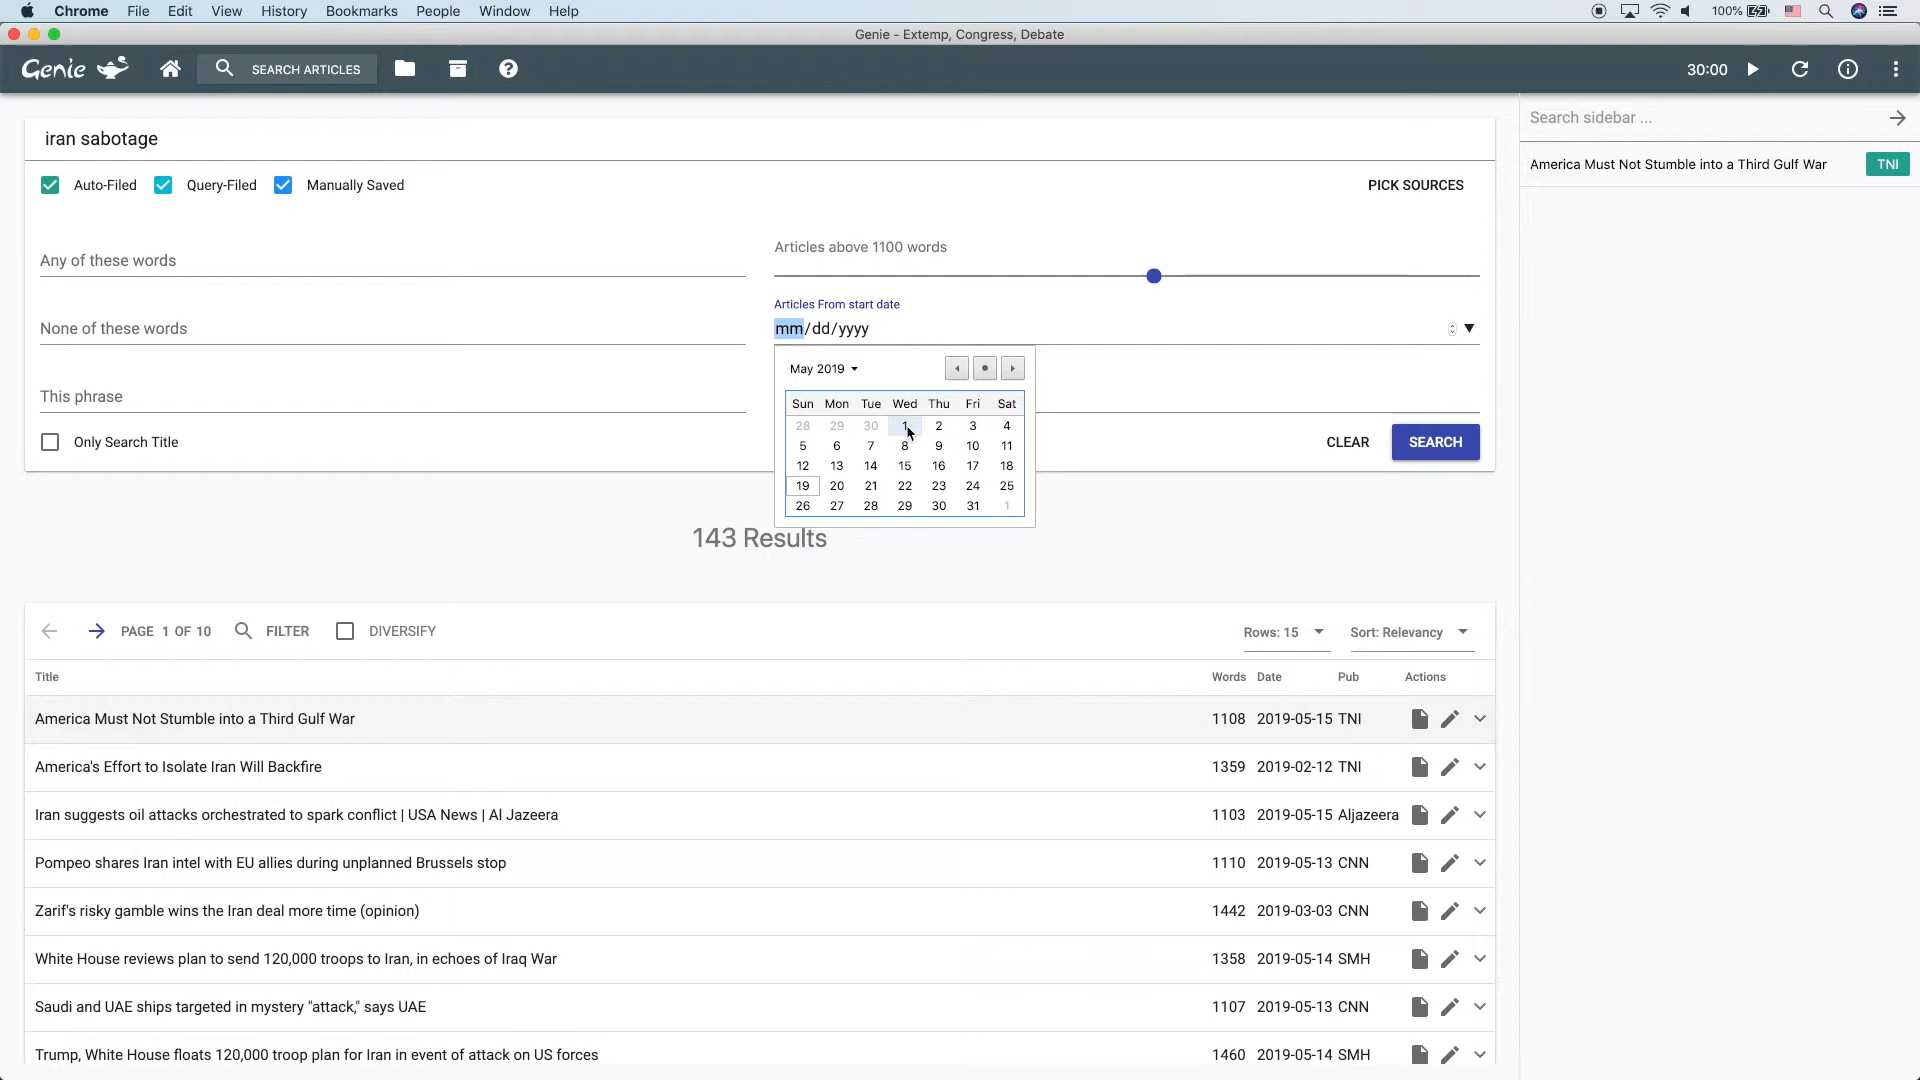 Chrome File Edit View History Bookmarks People Window Help 100%
Genie - Extemp, Congress, Debate
Genie SEARCH ARTICLES 30:00
iran sabotage
Search sidebar ...
America Must Not Stumble into a Third Gulf War TNI
Auto-Filed Query-Filed Manually Saved PICK SOURCES
Any of these words
Articles above 1100 words
None of these words
Articles From start date
mm/dd/yyyy
This phrase
May 2019
Sun Mon Tue Wed Thu Fri Sat
28 29 30 1 2 3 4
5 6 7 8 9 10 11
12 13 14 15 16 17 18
19 20 21 22 23 24 25
26 27 28 29 30 31 1
Only Search Title CLEAR SEARCH
143 Results
PAGE 1 OF 10 FILTER DIVERSIFY Rows: 15 Sort: Relevancy
Title Words Date Pub Actions
America Must Not Stumble into a Third Gulf War 1108 2019-05-15 TNI
America's Effort to Isolate Iran Will Backfire 1359 2019-02-12 TNI
Iran suggests oil attacks orchestrated to spark conflict | USA News | Al Jazeera 1103 2019-05-15 Aljazeera
Pompeo shares Iran intel with EU allies during unplanned Brussels stop 1110 2019-05-13 CNN
Zarif's risky gamble wins the Iran deal more time (opinion) 1442 2019-03-03 CNN
White House reviews plan to send 120,000 troops to Iran, in echoes of Iraq War 1358 2019-05-14 SMH
Saudi and UAE ships targeted in mystery "attack," says UAE 1107 2019-05-13 CNN
Trump, White House floats 120,000 troop plan for Iran in event of attack on US forces 1460 2019-05-14 SMH